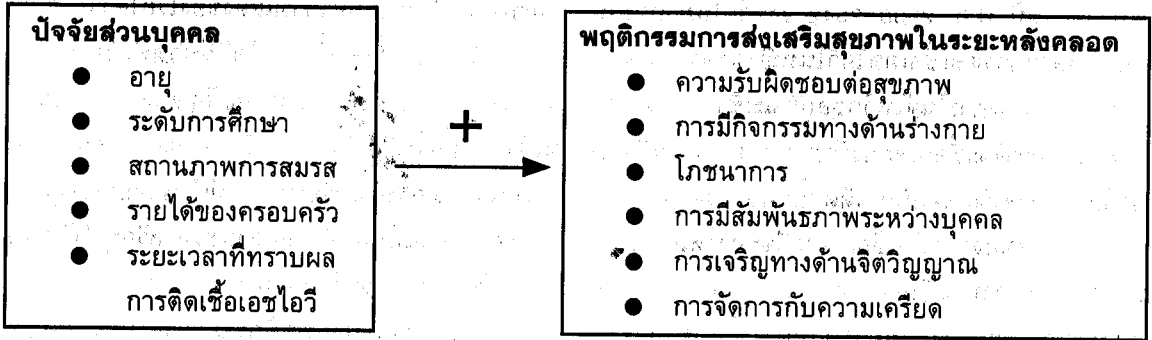 ปัจจัยส่วนบุคคล
● อายุ
● ระดับการศึกษา
● สถานภาพการสมรส
● รายได้ของครอบครัว
● ระยะเวลาที่ทราบผล
การติดเชื้อเอชไอวี
+
พฤติกรรมการส่งเสริมสุขภาพในระยะหลังคลอด
● ความรับผิดชอบต่อสุขภาพ
● การมีกิจกรรมทางด้านร่างกาย
● โภชนาการ
● การมีสัมพันธภาพระหว่างบุคคล
● การเจริญทางด้านจิตวิญญาณ
● การจัดการกับความเครียด